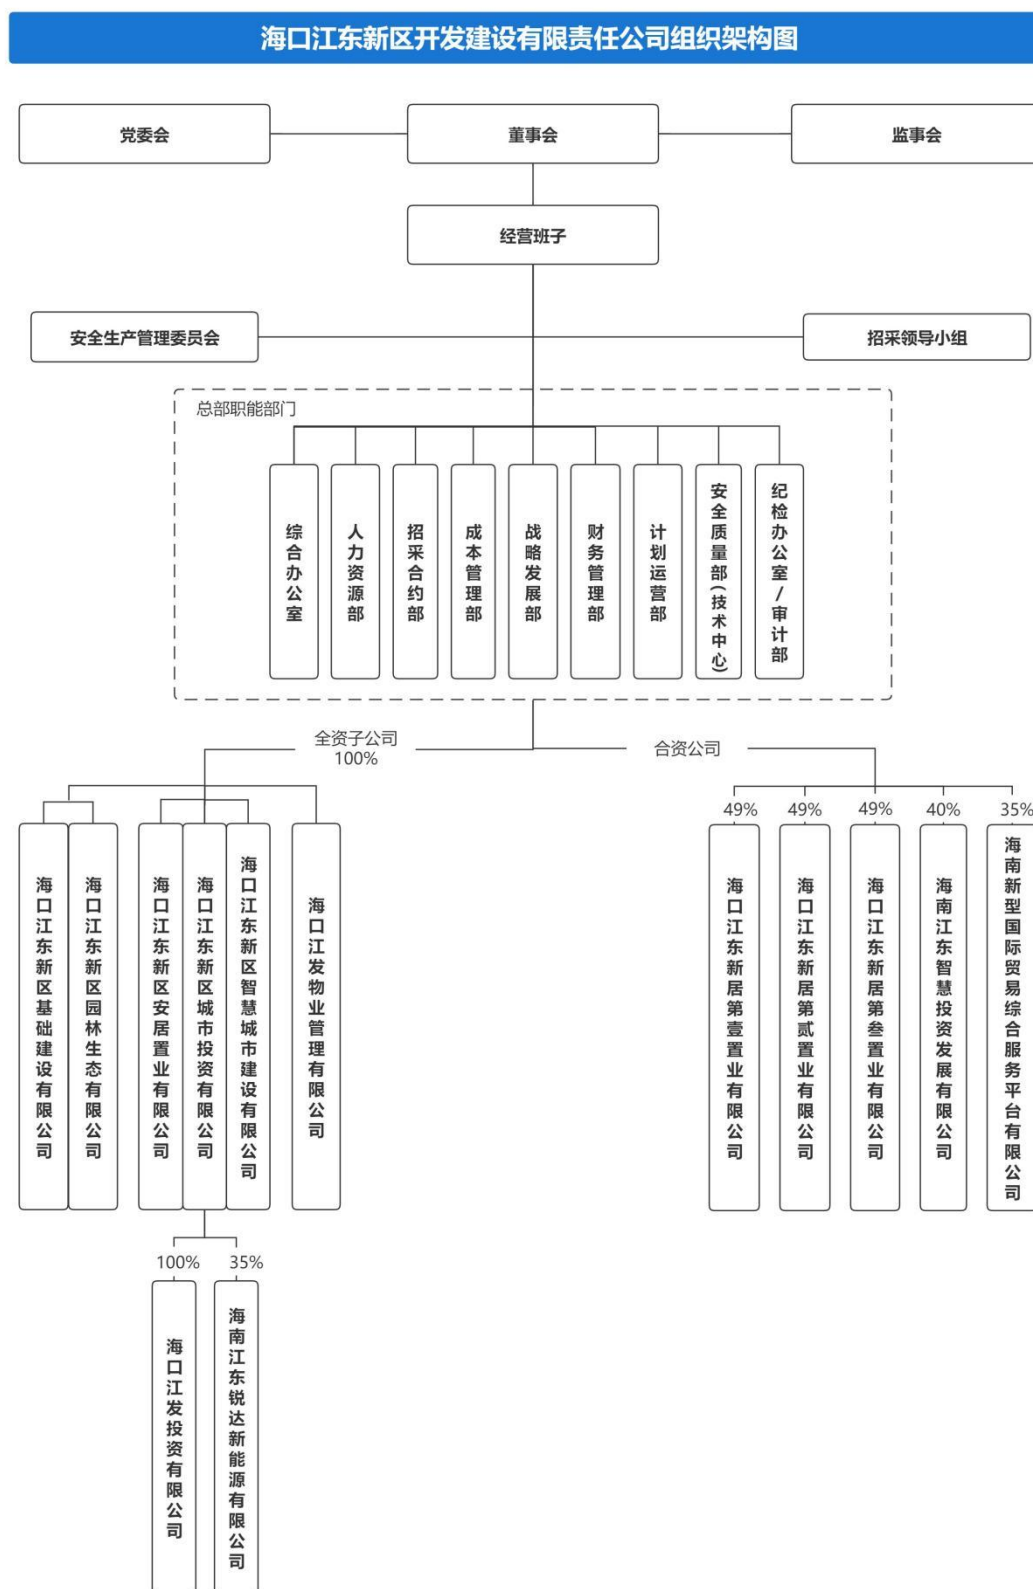 海口江东新区开发建设有限责任公司组织架构图
党委会
董事会
监事会
经营班子
安全生产管理委员会
招采领导小组
总部职能部门
综合办公室
人力资源部
招采合约部
成本管理部
战略发展部
财务管理部
计划运营部
安全质量部(技术中心)
纪检办公室/审计部
全资子公司
100%
合资公司
49%
49%
49%
40%
35%
海口江东新区基础建设有限公司
海口江东新区园林生态有限公司
海口江东新区安居置业有限公司
海口江东新区城市投资有限公司
海口江东新区智慧城市建设有限公司
海口江发物业管理有限公司
海口江东新居第壹置业有限公司
海口江东新居第贰置业有限公司
海口江东新居第叁置业有限公司
海南江东智慧投资发展有限公司
海南新型国际贸易综合服务平台有限公司
100%
35%
海口江发投资有限公司
海南江东锐达新能源有限公司